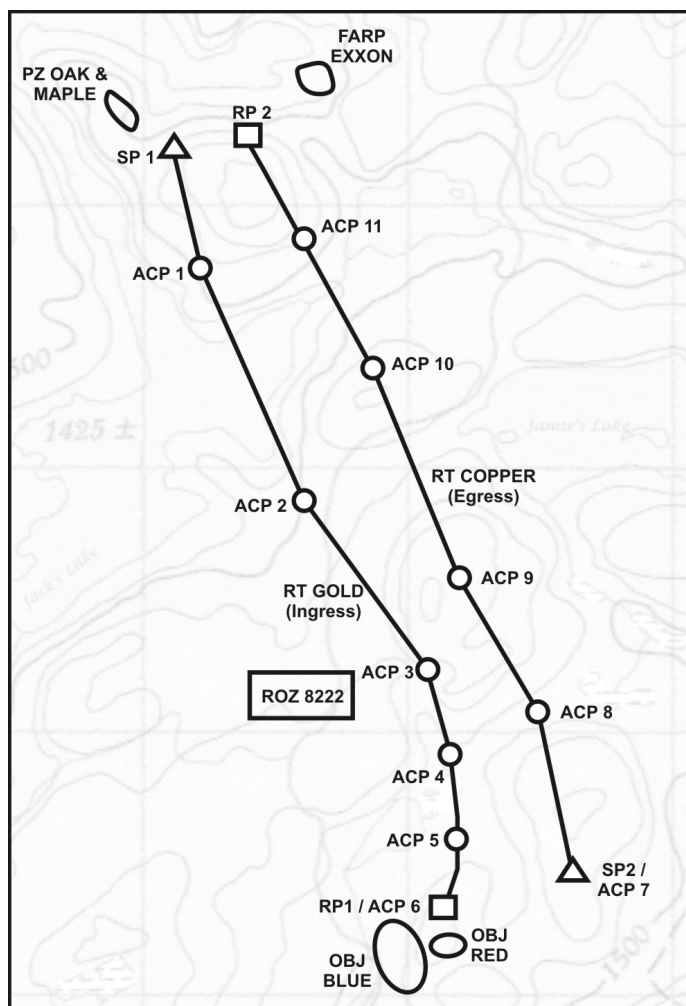 FARP
EXXON
PZ OAK &
MAPLE
RP 2
SP 1
ACP 11
ACP 1
ACP 10
1425 ±
Jamie's Lake
RT COPPER
(Egress)
ACP 2
ACP 9
Jack's Lake
RT GOLD
(Ingress)
ACP 3
ROZ 8222
ACP 8
ACP 4
ACP 5
SP2 /
ACP 7
RP1 / ACP 6
OBJ
RED
OBJ
BLUE
1500